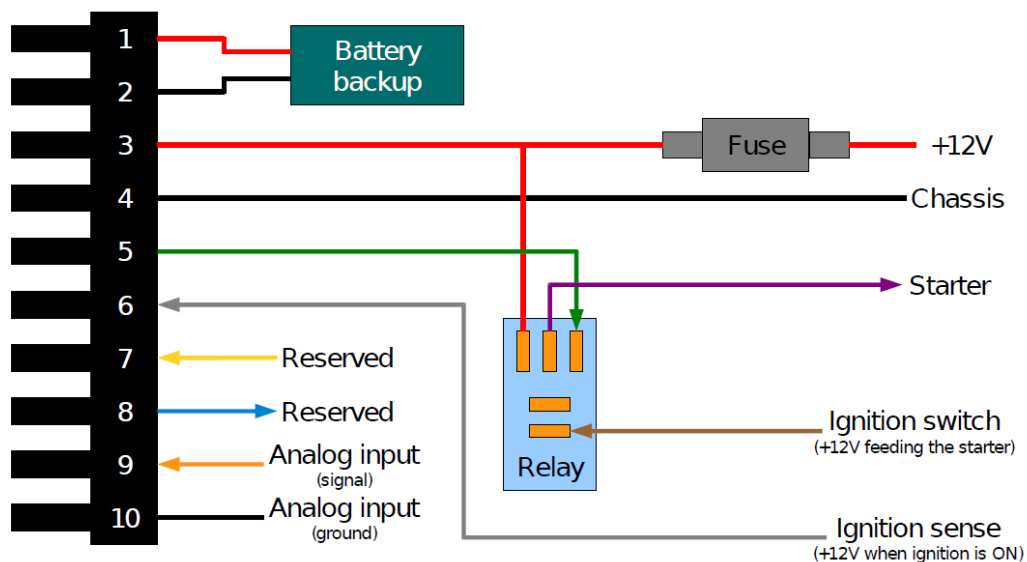 1
Battery
backup
2
3
Fuse
+12V
4
Chassis
5
Starter
6
7
Reserved
8
Reserved
Ignition switch
(+12V feeding the starter)
9
Analog input
(signal)
Relay
10
Analog input
(ground)
Ignition sense
(+12V when ignition is ON)